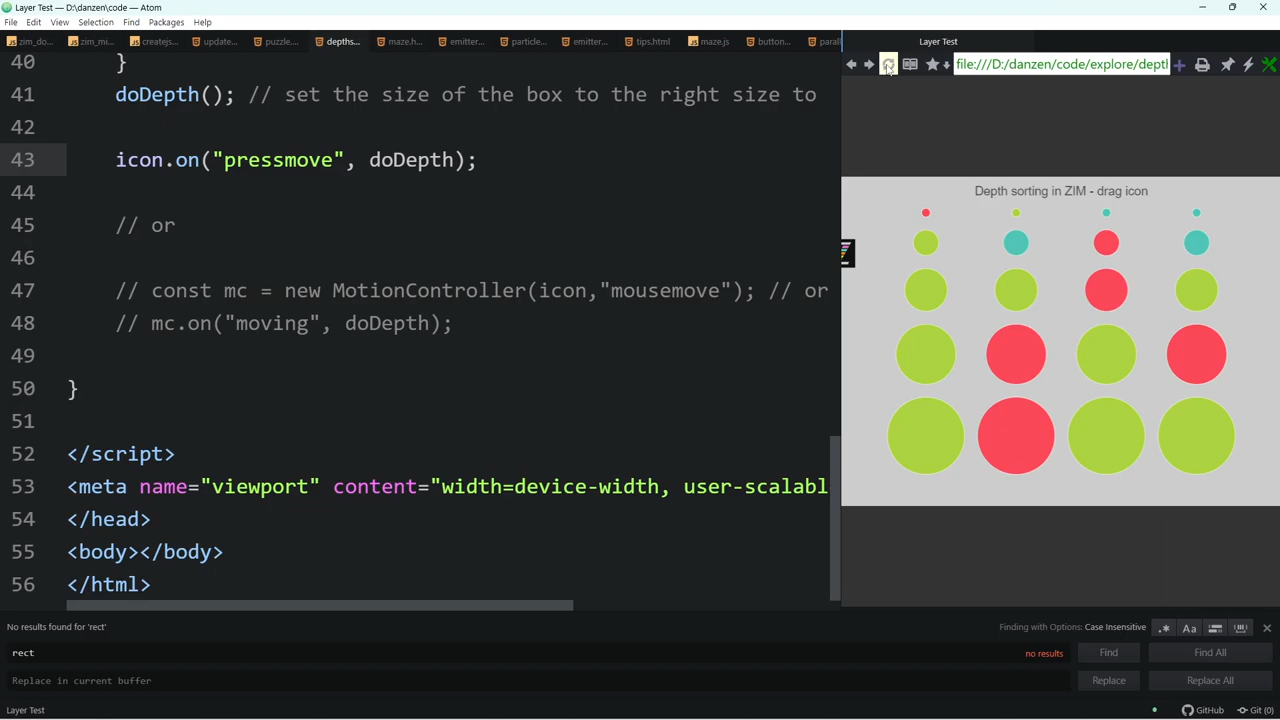 Layer Test — D:\danzen\code — Atom
File Edit View Selection Find Packages Help
zim_do... zim_mi... createjs... update... puzzle,... depths... maze.h... emitter... particle... emitter... tips.html maze.js button... parall
Layer Test
file:///D:/danzen/code/explore/depth
40 }
41 doDepth(); // set the size of the box to the right size to
42
43 icon.on("pressmove", doDepth);
44
45 // or
46
47 // const mc = new MotionController(icon,"mousemove"); // or
48 // mc.on("moving", doDepth);
49
50 }
51
52 </script>
53 <meta name="viewport" content="width=device-width, user-scalabl
54 </head>
55 <body></body>
56 </html>
Depth sorting in ZIM - drag icon
No results found for 'rect'
Finding with Options: Case Insensitive
.* Aa
rect
no results
Find
Find All
Replace in current buffer
Replace
Replace All
Layer Test
GitHub
Git (0)